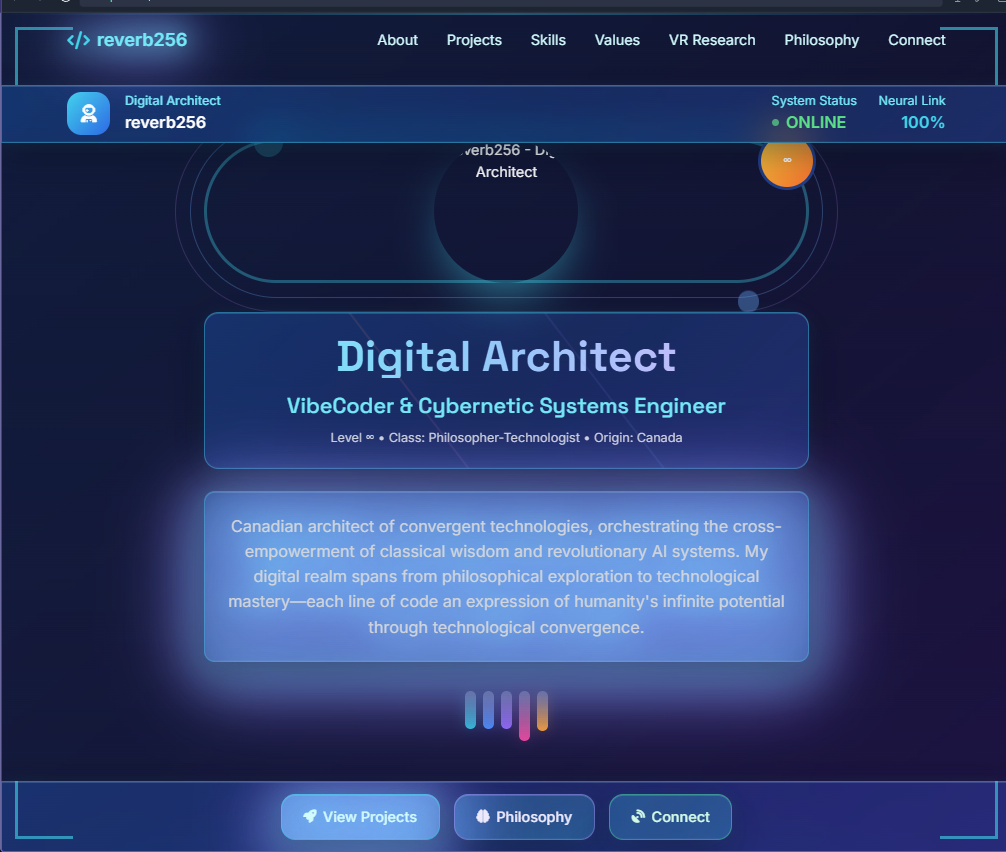 </> reverb256
About Projects Skills Values VR Research Philosophy Connect
Digital Architect
reverb256
System Status
ONLINE
Neural Link
100%
∞
Architect
Digital Architect
VibeCoder & Cybernetic Systems Engineer
Level ∞ • Class: Philosopher-Technologist • Origin: Canada
Canadian architect of convergent technologies, orchestrating the cross-
empowerment of classical wisdom and revolutionary AI systems. My
digital realm spans from philosophical exploration to technological
mastery—each line of code an expression of humanity's infinite potential
through technological convergence.
View Projects Philosophy Connect